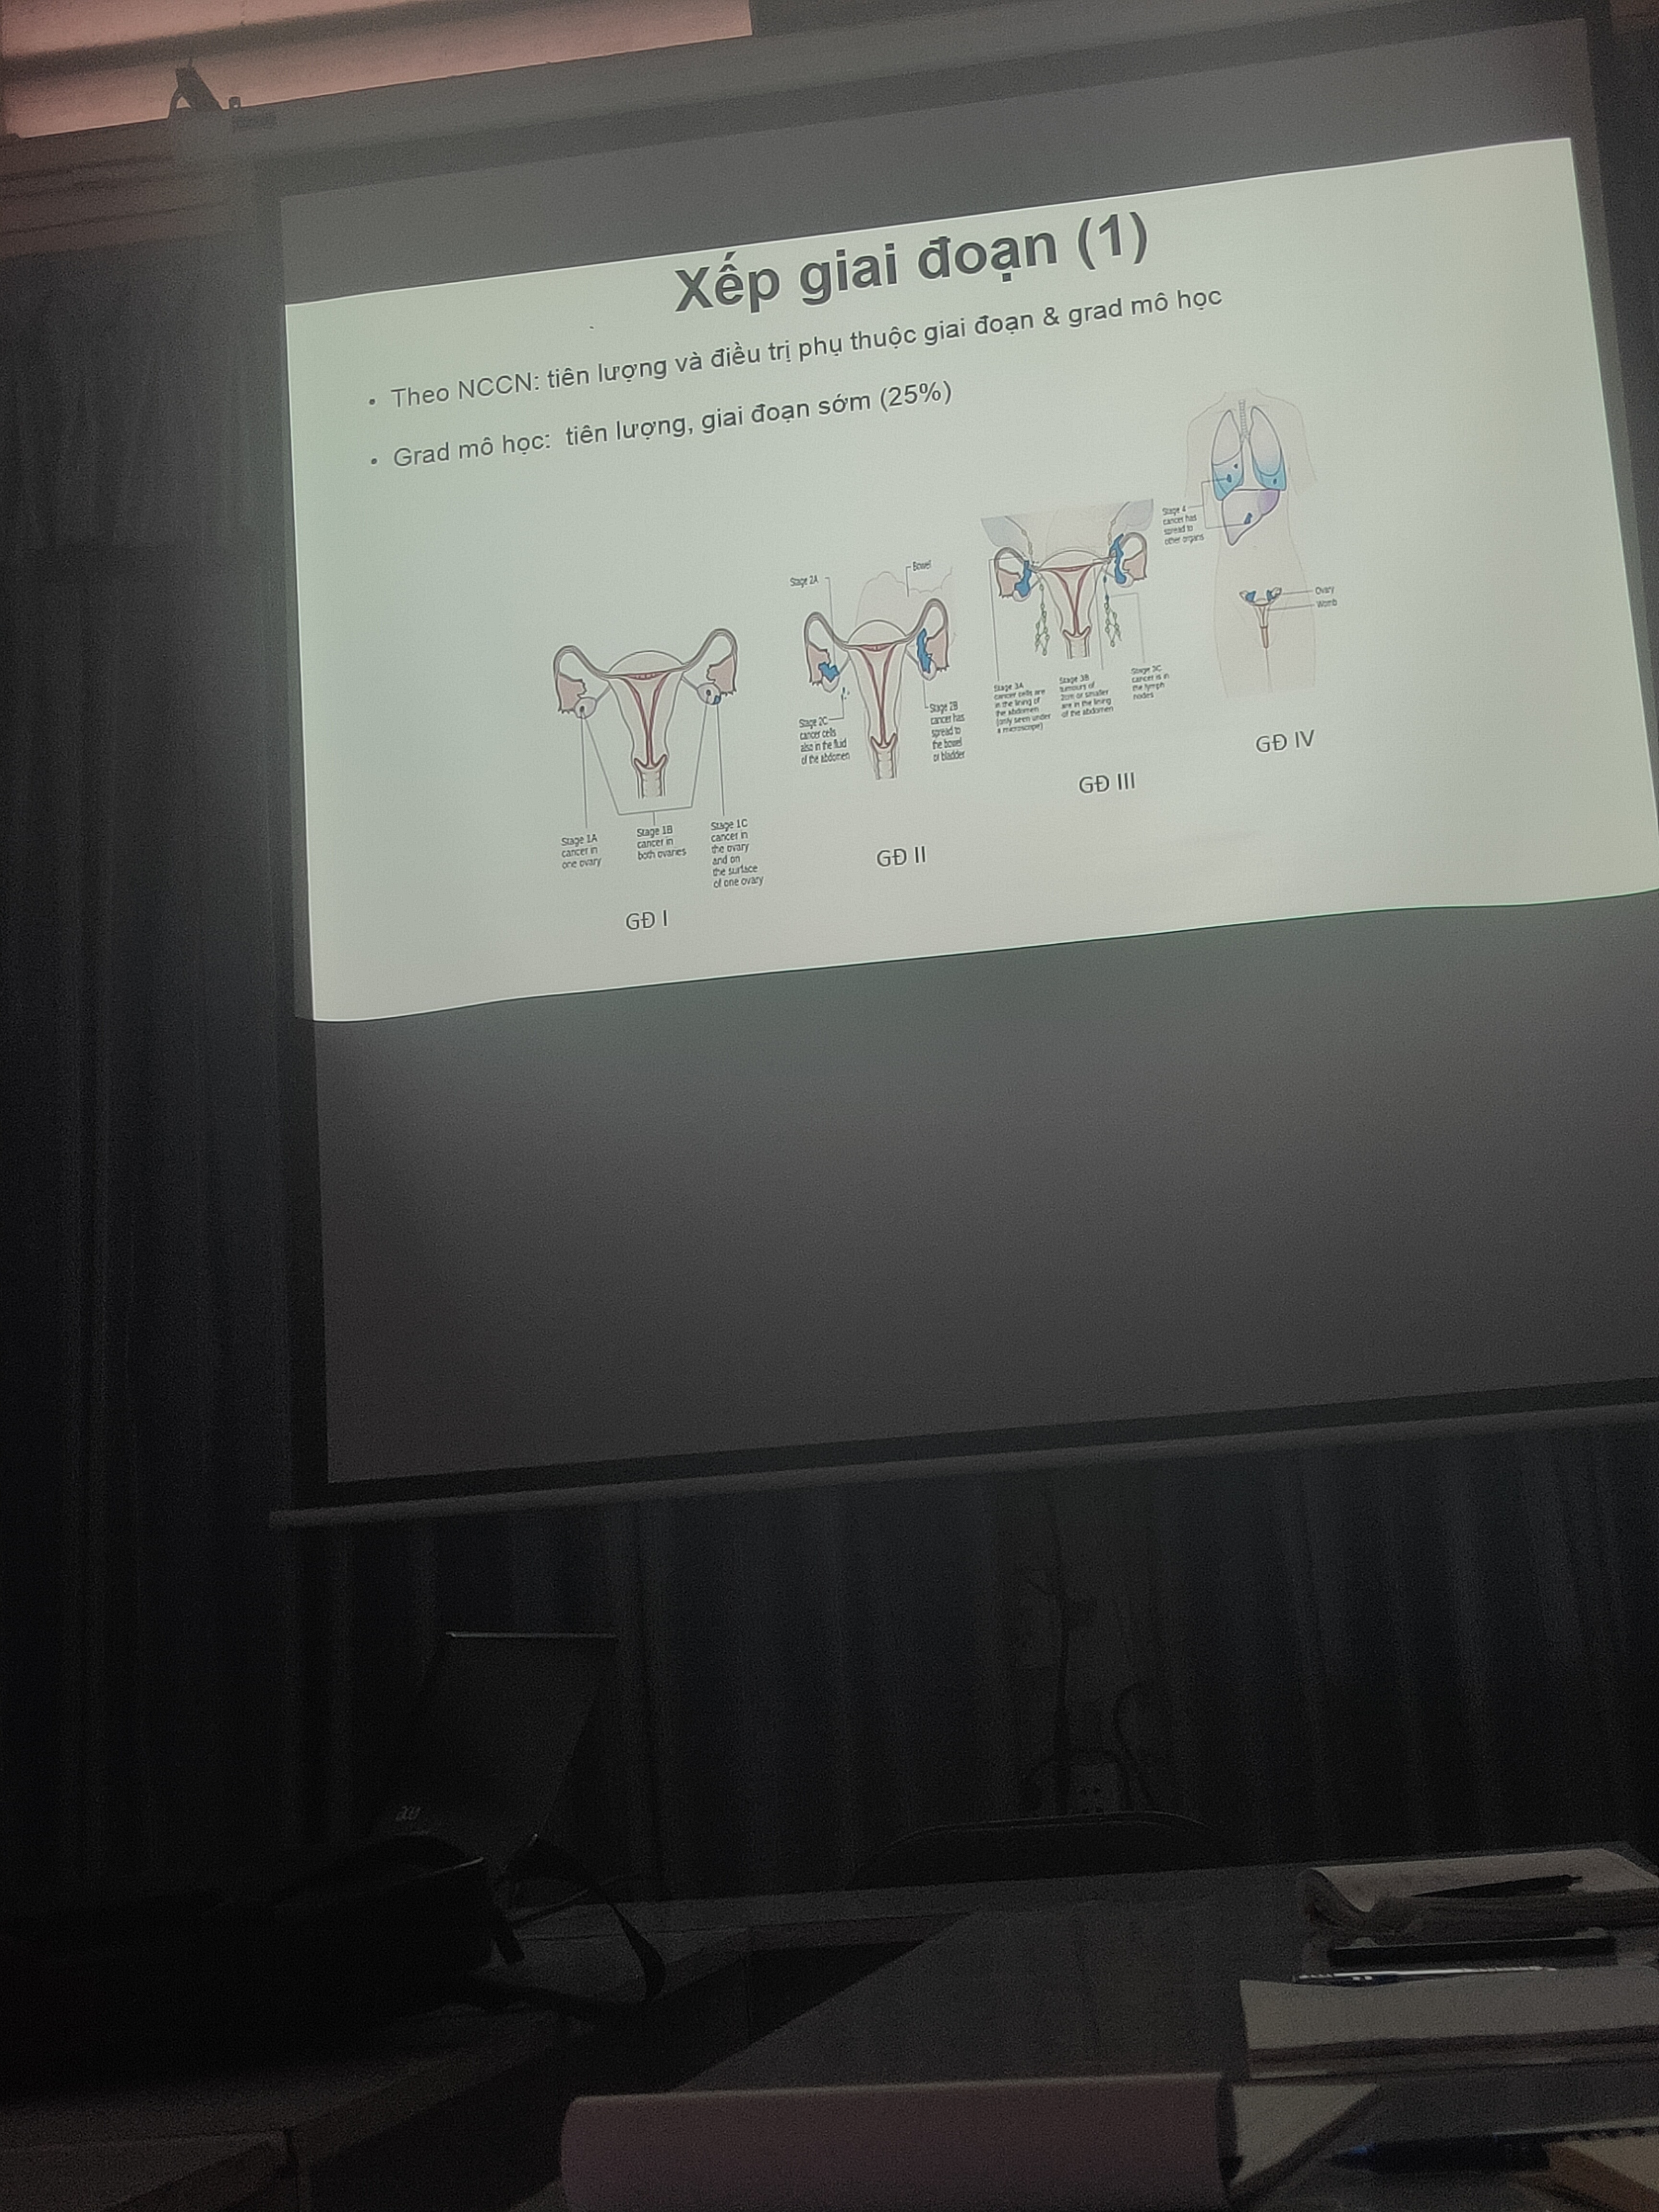 Xếp giai đoạn (1)
• Theo NCCN: tiên lượng và điều trị phụ thuộc giai đoạn & grad mô học
• Grad mô học: tiên lượng, giai đoạn sớm (25%)
Stage 1A
cancer in
one ovary
Stage 1B
cancer in
both ovaries
Stage 1C
cancer in
the ovary
and on
the surface
of one ovary
GĐ I
Stage 2A
Bowel
Stage 2C
cancer cells
also in the fluid
of the abdomen
Stage 2B
cancer has
spread to
the bowel
or bladder
GĐ II
Stage 3A
cancer cells are
in the lining of
the abdomen
(only seen under
a microscope)
Stage 3B
tumours of
2cm or smaller
are in the lining
of the abdomen
Stage 3C
cancer is in
the lymph
nodes
GĐ III
Stage 4
cancer has
spread to
other organs
Ovary
Womb
GĐ IV
acer